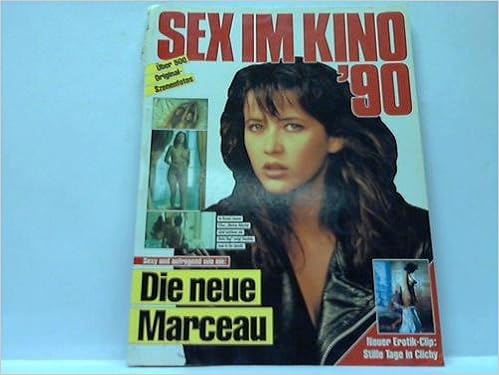 SEX IM KINO
'90
Über 500
Original-
Szenenfotos
Sexy und aufregend wie nie:
Die neue
Marceau
Neuer Erotik-Clip:
Stille Tage in Clichy